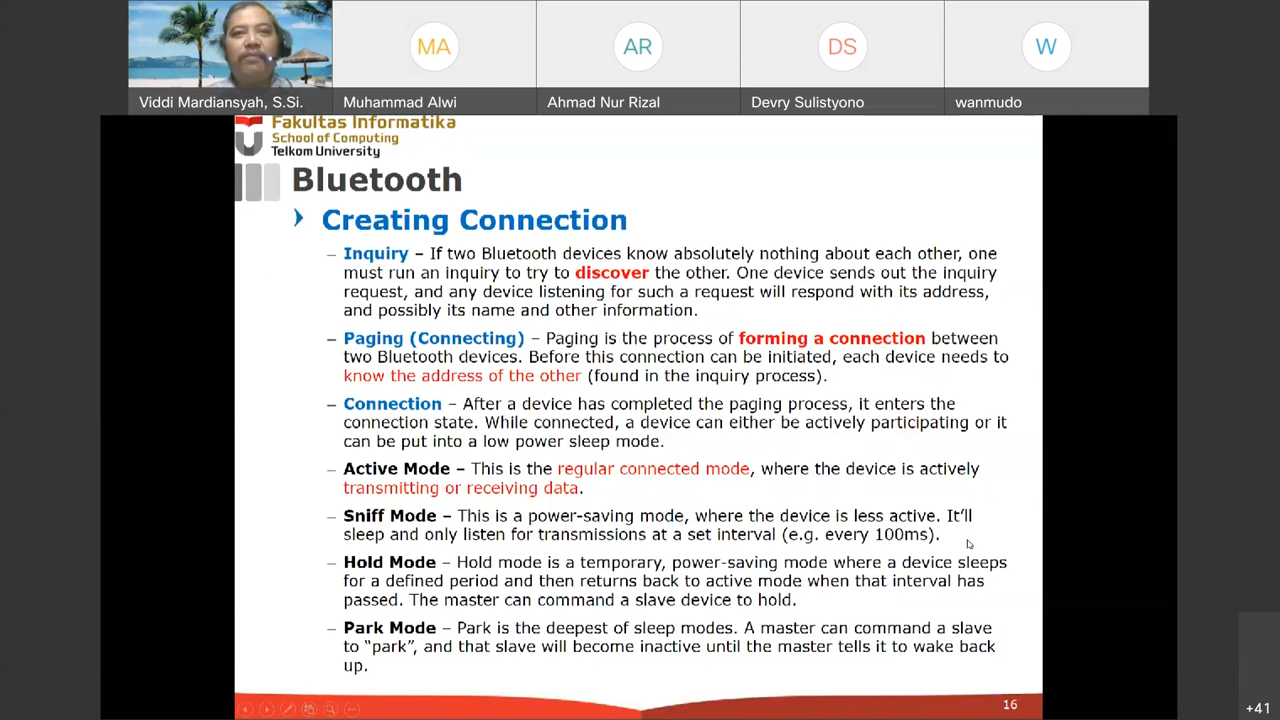 MA
AR
DS
W
Viddi Mardiansyah, S.Si.
Muhammad Alwi
Ahmad Nur Rizal
Devry Sulistyono
wanmudo
Fakultas Informatika
School of Computing
Telkom University
Bluetooth
Creating Connection
– Inquiry – If two Bluetooth devices know absolutely nothing about each other, one
must run an inquiry to try to discover the other. One device sends out the inquiry
request, and any device listening for such a request will respond with its address,
and possibly its name and other information.
– Paging (Connecting) – Paging is the process of forming a connection between
two Bluetooth devices. Before this connection can be initiated, each device needs to
know the address of the other (found in the inquiry process).
– Connection – After a device has completed the paging process, it enters the
connection state. While connected, a device can either be actively participating or it
can be put into a low power sleep mode.
– Active Mode – This is the regular connected mode, where the device is actively
transmitting or receiving data.
– Sniff Mode – This is a power-saving mode, where the device is less active. It'll
sleep and only listen for transmissions at a set interval (e.g. every 100ms).
– Hold Mode – Hold mode is a temporary, power-saving mode where a device sleeps
for a defined period and then returns back to active mode when that interval has
passed. The master can command a slave device to hold.
– Park Mode – Park is the deepest of sleep modes. A master can command a slave
to “park”, and that slave will become inactive until the master tells it to wake back
up.
16
+41